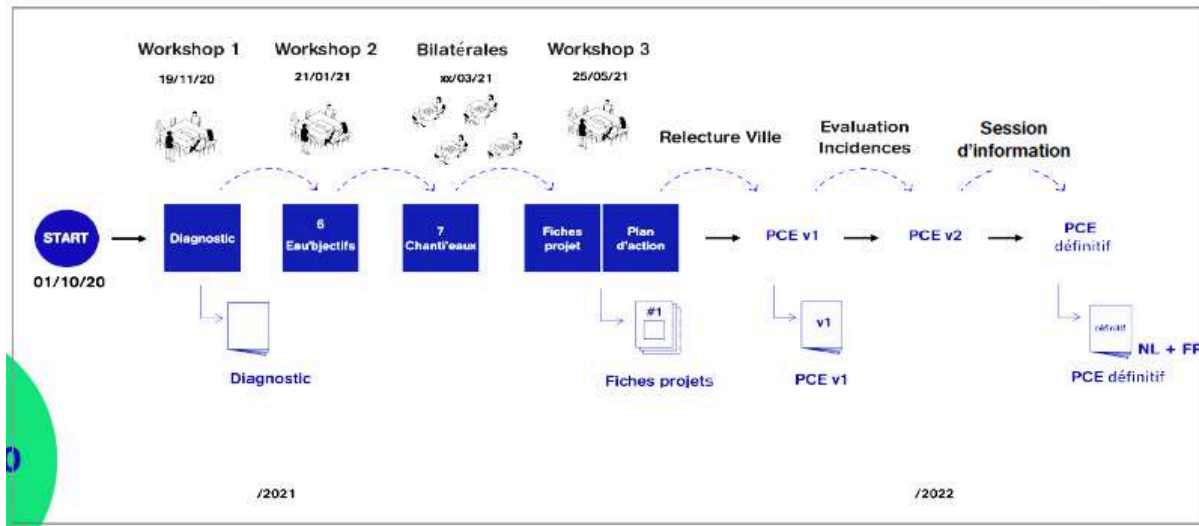 Workshop 1
19/11/20
Workshop 2
21/01/21
Bilatérales
xx/03/21
Workshop 3
25/05/21
Relecture Ville
Evaluation
Incidences
Session
d'information
START
01/10/20
Diagnostic
6
Eau'bjectifs
7
Chanti'eaux
Fiches
projet
Plan
d'action
PCE v1
PCE v2
PCE
définitif
Diagnostic
#1
Fiches projets
v1
PCE v1
définitif
NL + FR
PCE définitif
/2021
/2022